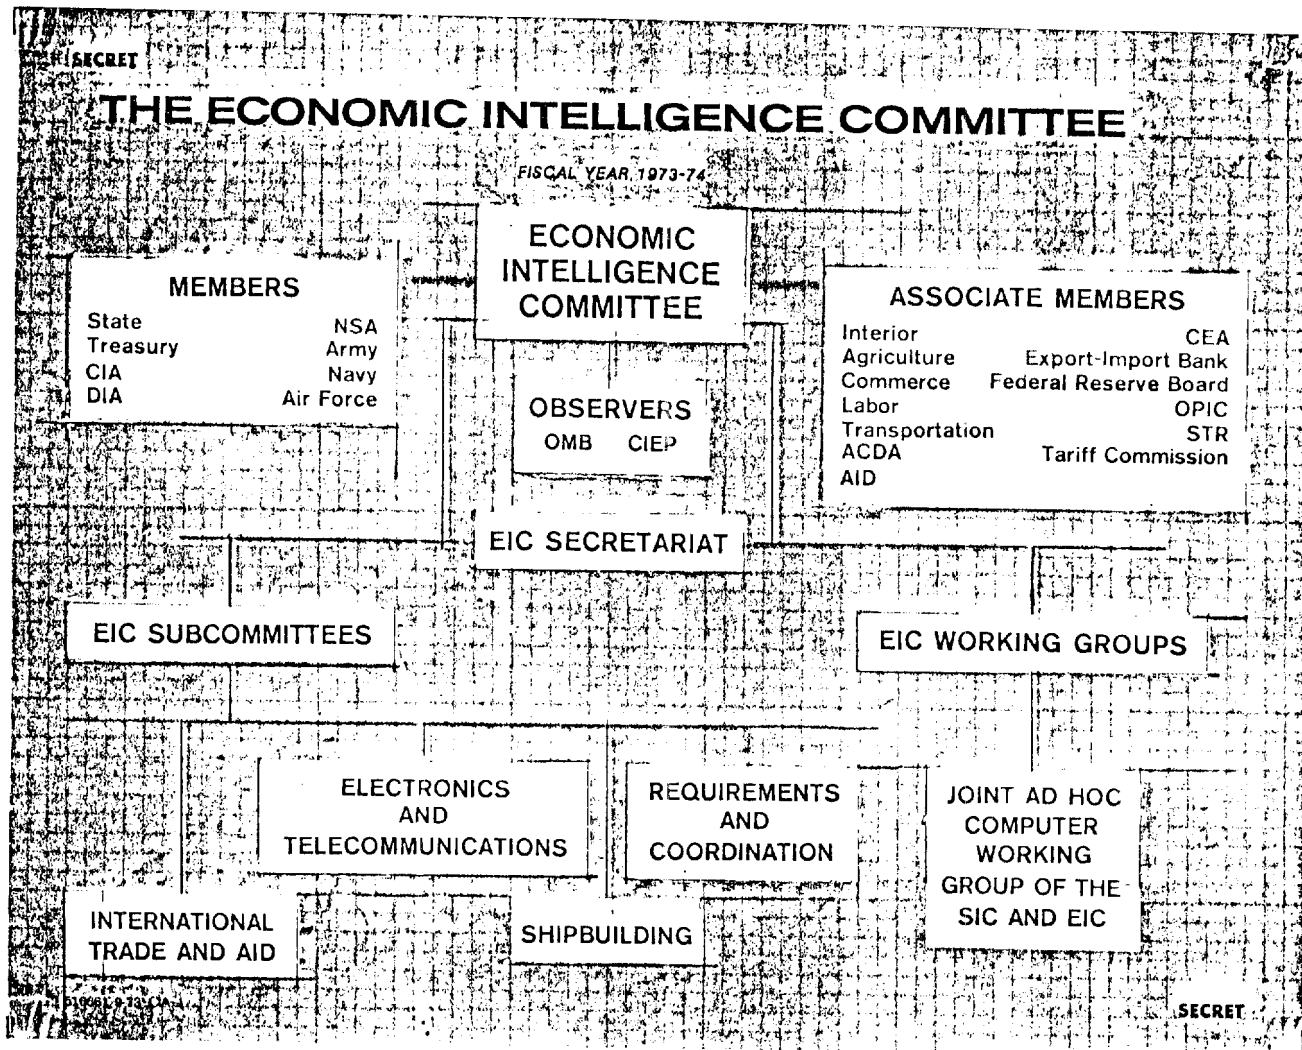 SECRET
THE ECONOMIC INTELLIGENCE COMMITTEE
FISCAL YEAR 1973-74
ECONOMIC
INTELLIGENCE
COMMITTEE
MEMBERS
State NSA
Treasury Army
CIA Navy
DIA Air Force
OBSERVERS
OMB CIEP
ASSOCIATE MEMBERS
Interior CEA
Agriculture Export-Import Bank
Commerce Federal Reserve Board
Labor OPIC
Transportation STR
ACDA Tariff Commission
AID
EIC SECRETARIAT
EIC SUBCOMMITTEES
EIC WORKING GROUPS
ELECTRONICS
AND
TELECOMMUNICATIONS
REQUIREMENTS
AND
COORDINATION
JOINT AD HOC
COMPUTER
WORKING
GROUP OF THE
SIC AND EIC
INTERNATIONAL
TRADE AND AID
SHIPBUILDING
9-73 CIA
SECRET